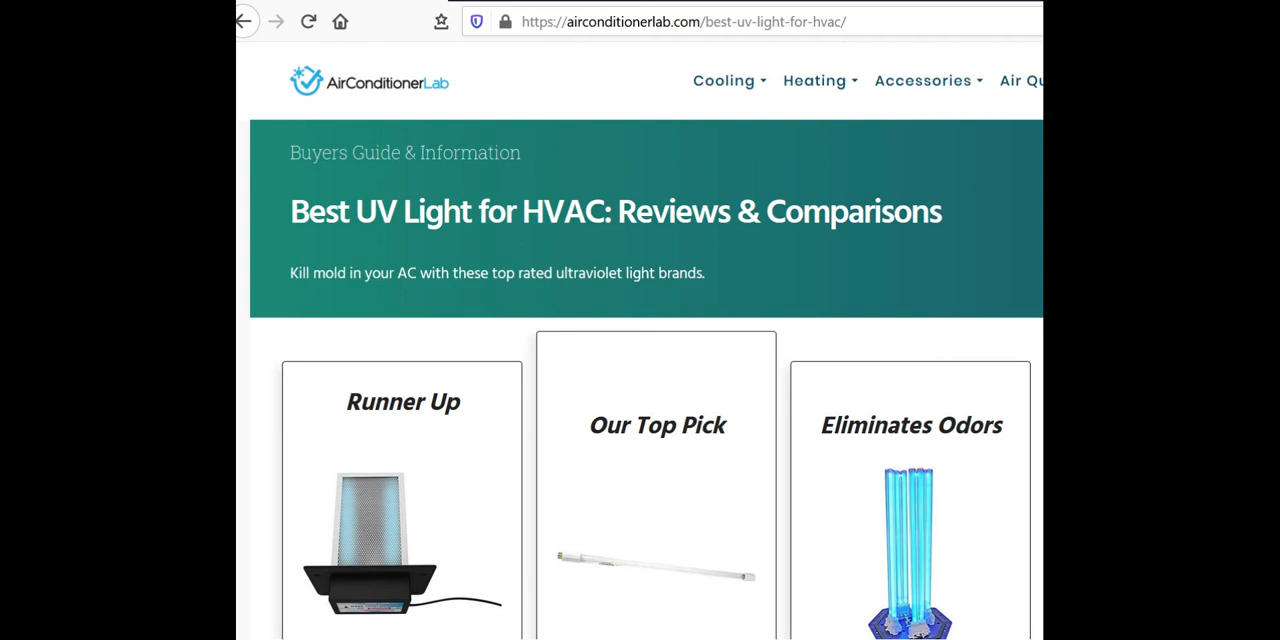 https://airconditionerlab.com/best-uv-light-for-hvac/
AirConditionerLab
Cooling Heating Accessories Air Qu
Buyers Guide & Information
Best UV Light for HVAC: Reviews & Comparisons
Kill mold in your AC with these top rated ultraviolet light brands.
Runner Up
Our Top Pick
Eliminates Odors